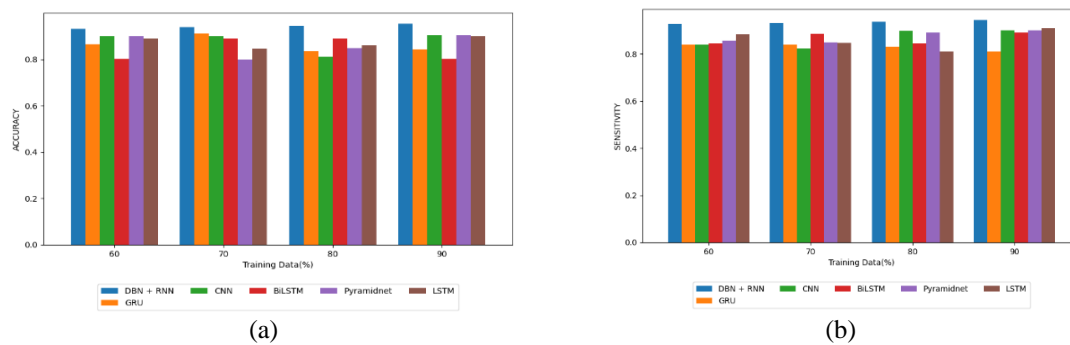 ACCURACY
0.8
0.6
0.4
0.2
0.0
60 70 80 90
Training Data(%)
DBN + RNN CNN BiLSTM Pyramidnet LSTM
GRU
(a)
SENSITIVITY
0.8
0.6
0.4
0.2
0.0
60 70 80 90
Training Data(%)
DBN + RNN CNN BiLSTM Pyramidnet LSTM
GRU
(b)